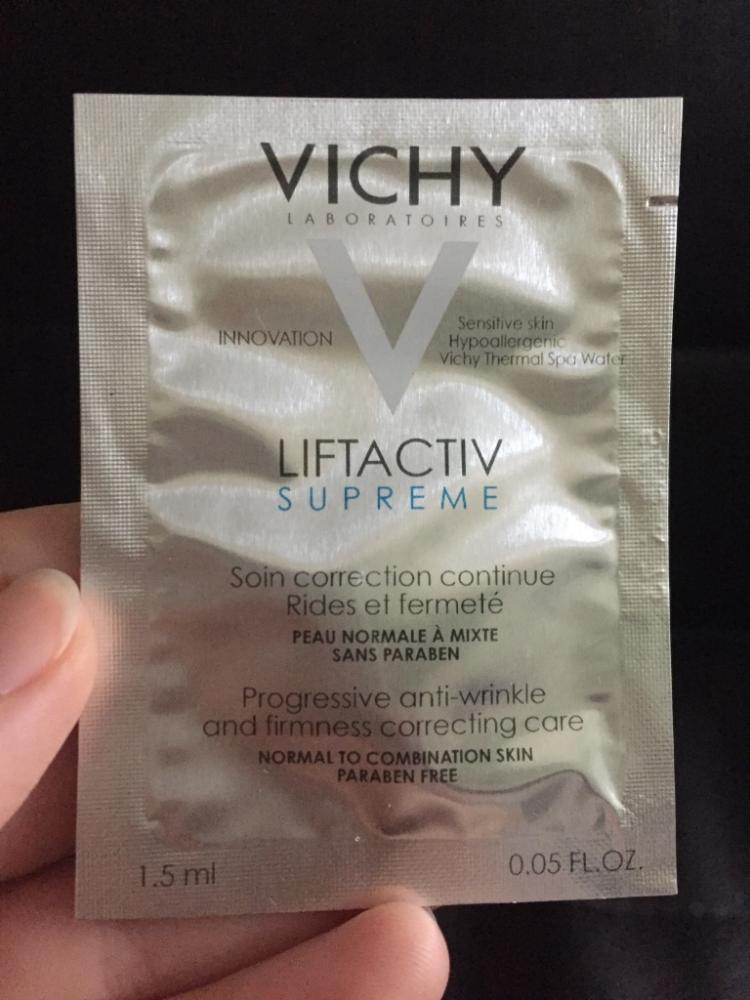 VICHY
LABORATOIRES
INNOVATION
Sensitive skin
Hypoallergenic
Vichy Thermal Spa Water
LIFTACTIV
SUPREME
Soin correction continue
Rides et fermeté
PEAU NORMALE À MIXTE
SANS PARABEN
Progressive anti-wrinkle
and firmness correcting care
NORMAL TO COMBINATION SKIN
PARABEN FREE
1.5 ml
0.05 FL.OZ.